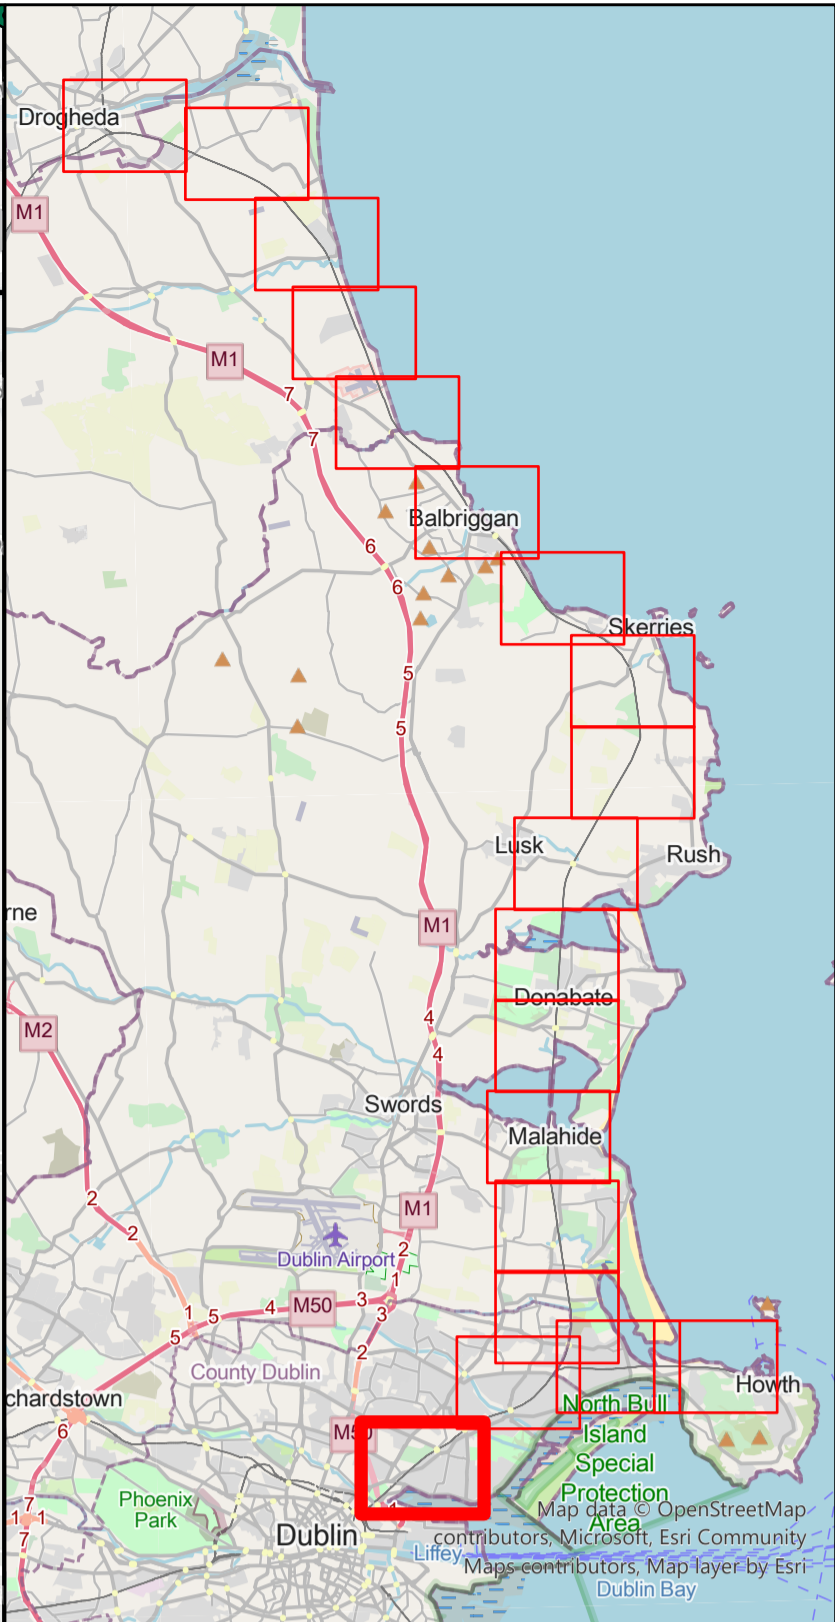 Drogheda
M1
M1
7
7
Balbriggan
6
6
Skerries
5
5
Lusk
Rush
rne
M1
Donabate
M2
4
4
Swords
Malahide
2
M1
2
Dublin Airport
2
1
1
5
4
M50
3
3
5
2
County Dublin
Howth
chardstown
North Bull
Island
Special
Protection
Area
6
M50
7
1
1
7
Phoenix
Park
1
Dublin
Liffey
Map data © OpenStreetMap
contributors, Microsoft, Esri Community
Maps contributors, Map layer by Esri
Dublin Bay